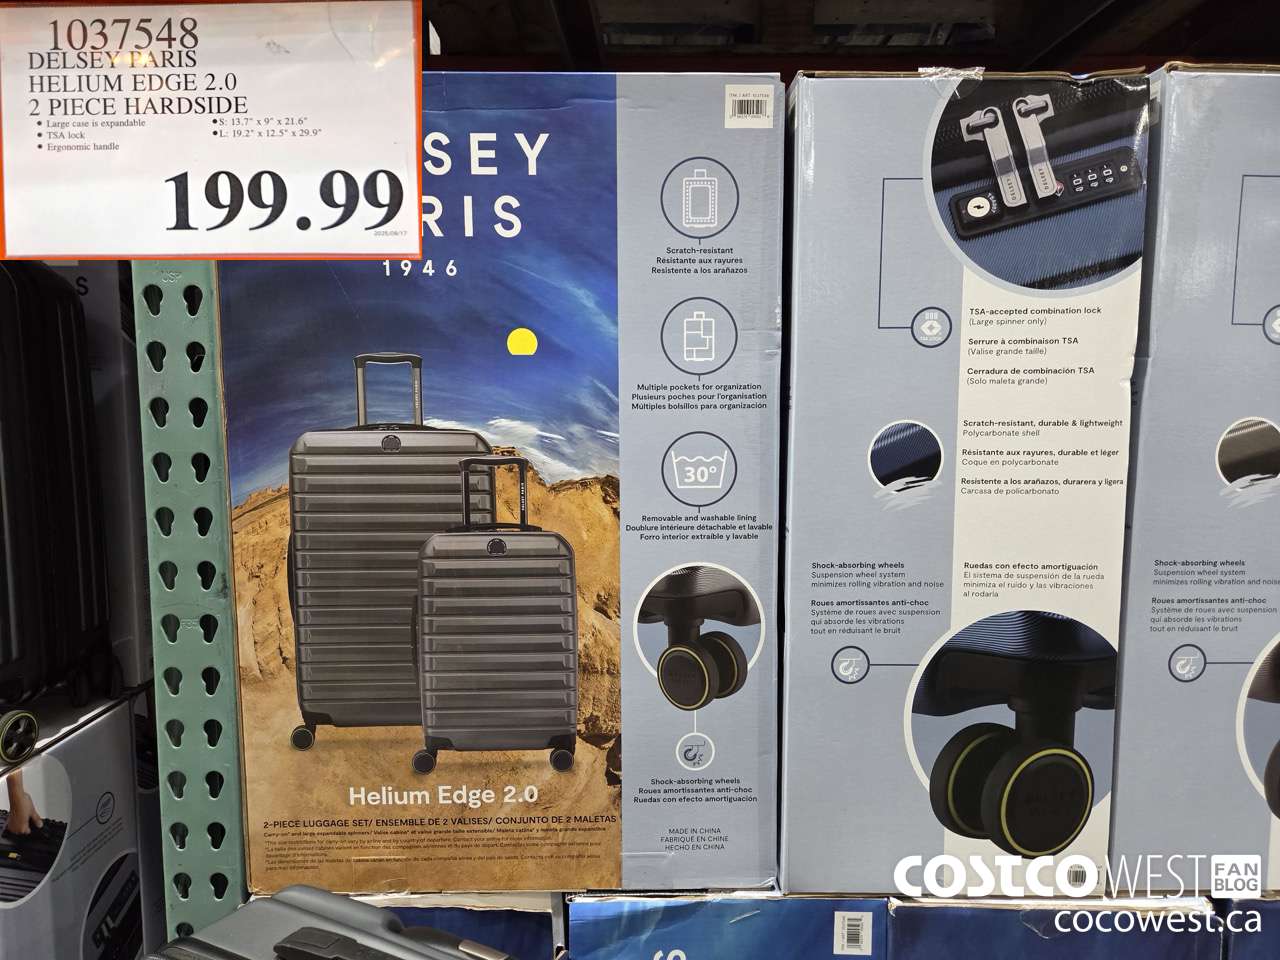 1037548
DELSEY PARIS
HELIUM EDGE 2.0
2 PIECE HARDSIDE
• Large case is expandable
• TSA lock
• Ergonomic handle
• S: 13.7" x 9" x 21.6"
• L: 19.2" x 12.5" x 29.9"
199.99
2025/09/17
SEY
RIS
1946
Helium Edge 2.0
2-PIECE LUGGAGE SET/ ENSEMBLE DE 2 VALISES/ CONJUNTO DE 2 MALETAS
Scratch-resistant
Résistante aux rayures
Resistente a los arañazos
Multiple pockets for organization
Plusieurs poches pour l'organisation
Múltiples bolsillos para organización
30°
Removable and washable lining
Doublure intérieure détachable et lavable
Forro interior extraíble y lavable
Shock-absorbing wheels
Roues amortissantes anti-choc
Ruedas con efecto amortiguación
MADE IN CHINA
FABRIQUÉ EN CHINE
HECHO EN CHINA
TSA LOCK
TSA-accepted combination lock
(Large spinner only)
Serrure à combinaison TSA
(Valise grande taille)
Cerradura de combinación TSA
(Solo maleta grande)
Scratch-resistant, durable & lightweight
Polycarbonate shell
Résistante aux rayures, durable et léger
Coque en polycarbonate
Resistente a los arañazos, durarera y ligera
Carcasa de policarbonato
Shock-absorbing wheels
Suspension wheel system
minimizes rolling vibration and noise
Roues amortissantes anti-choc
Système de roues avec suspension
qui absorbe les vibrations
tout en réduisant le bruit
Ruedas con efecto amortiguación
El sistema de suspensión de la rueda
minimiza el ruido y las vibraciones
al rodarla
Shock-absorbing wheels
Suspension wheel system
minimizes rolling vibration and noise
Roues amortissantes anti-choc
Système de roues avec suspension
qui absorbe les vibrations
tout en réduisant le bruit
COSTCO WEST FAN BLOG
cocowest.ca